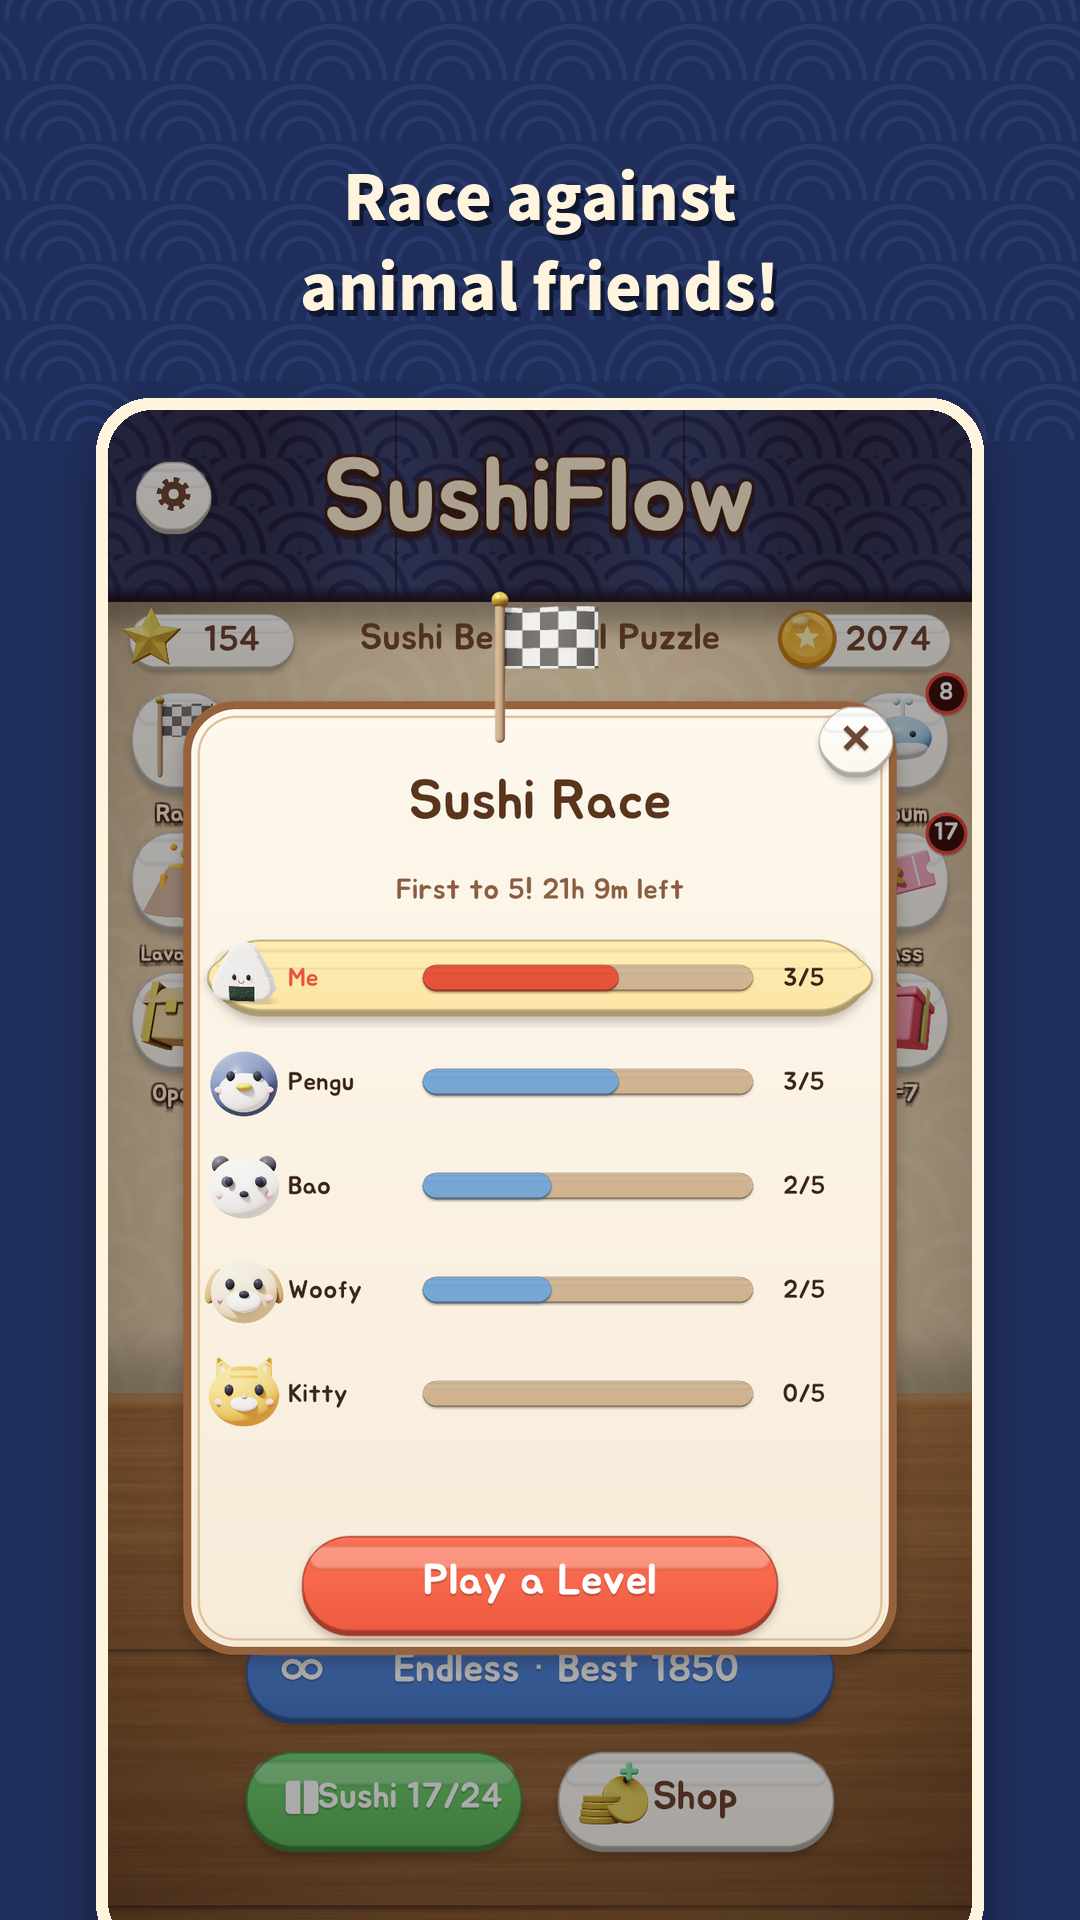 Race against
animal friends!
SushiFlow
154
Sushi Be
l Puzzle
2074
8
Sushi Race
17
First to 5! 21h 9m left
Me 3/5
Pengu 3/5
Bao 2/5
Woofy 2/5
Kitty 0/5
Play a Level
Endless · Best 1850
Sushi 17/24
Shop